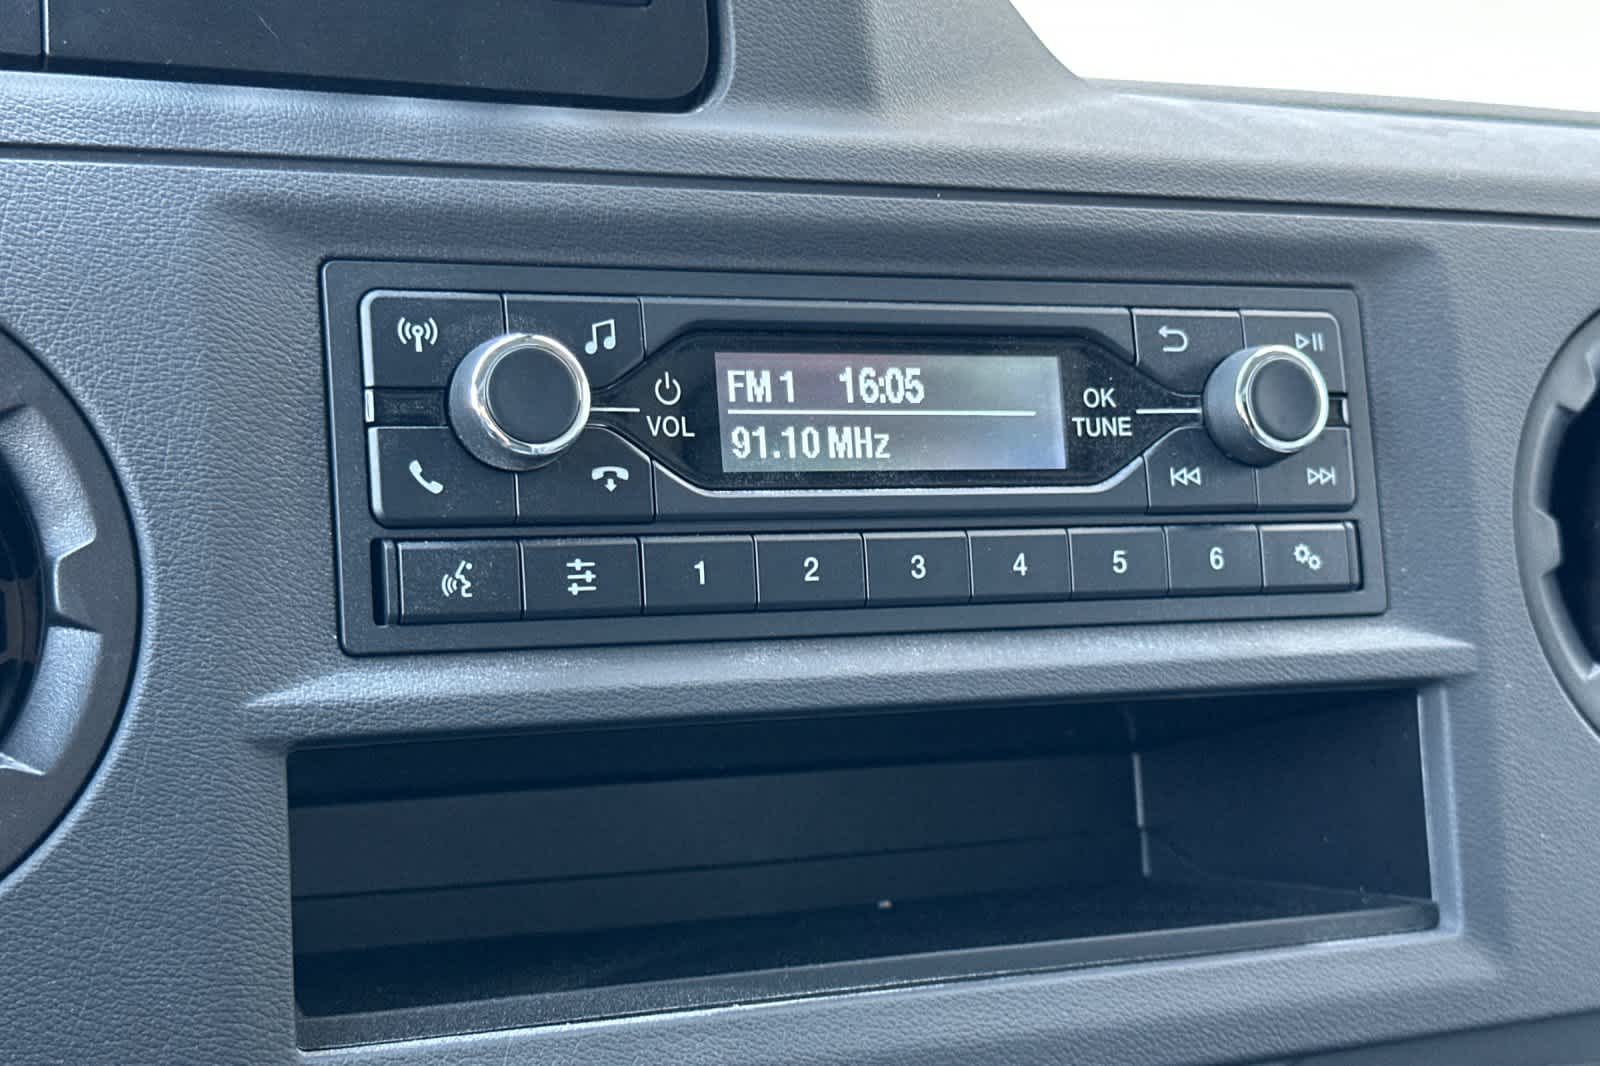 FM 1 16:05
91.10 MHz
VOL
OK
TUNE
1 2 3 4 5 6